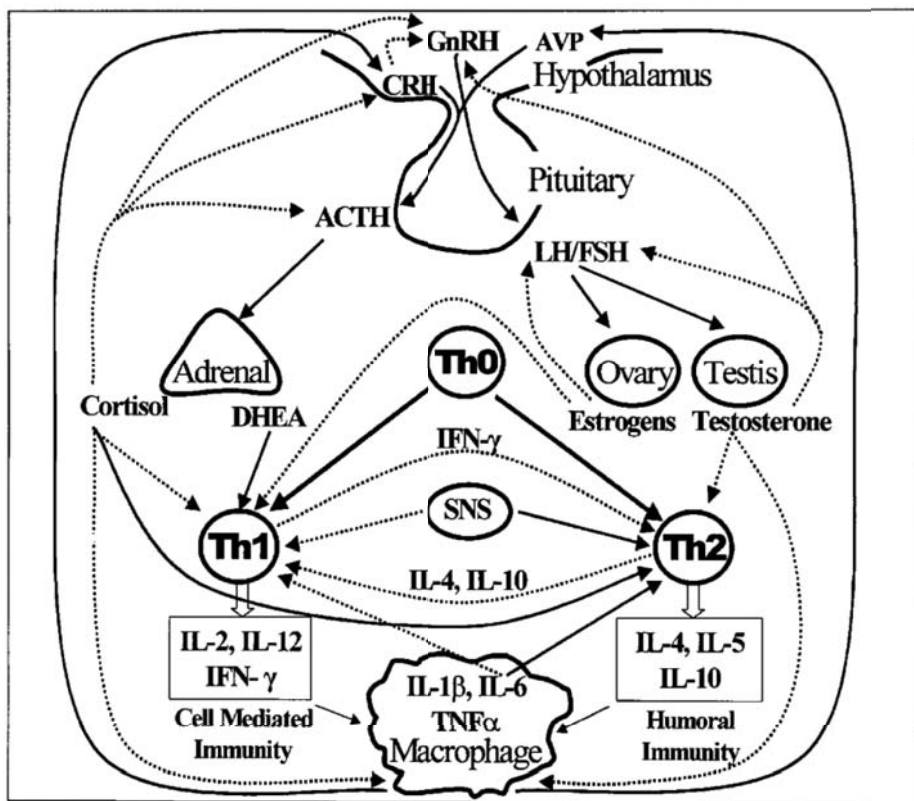 GnRH
AVP
CRH
Hypothalamus
Pituitary
ACTH
LH/FSH
Th0
Adrenal
Ovary
Testis
Cortisol
DHEA
Estrogens
Testosterone
IFN-γ
SNS
Th1
Th2
IL-4, IL-10
IL-2, IL-12
IFN- γ
IL-4, IL-5
IL-10
IL-1β, IL-6
TNFα
Macrophage
Cell Mediated
Immunity
Humoral
Immunity